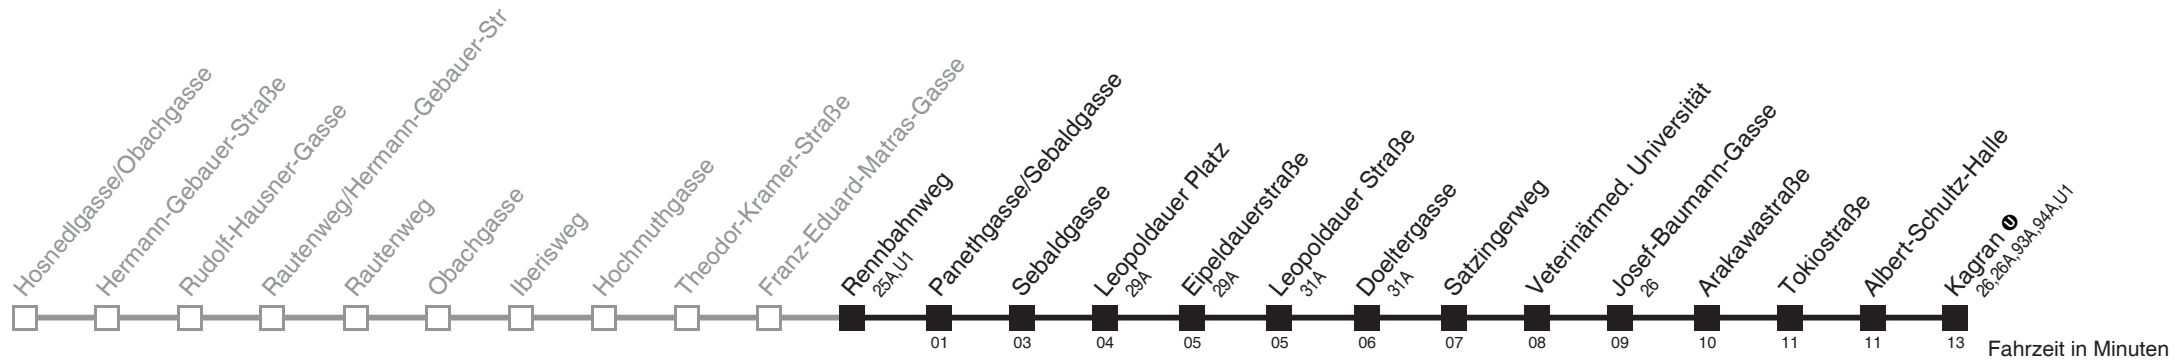 Hosnedlgasse/Obachgasse
Hermann-Gebauer-Straße
Rudolf-Hausner-Gasse
Rautenweg/Hermann-Gebauer-Str
Rautenweg
Obachgasse
Iberisweg
Hochmuthgasse
Theodor-Kramer-Straße
Franz-Eduard-Matras-Gasse
Rennbahnweg
25A,U1
Panethgasse/Sebaldgasse
01
Sebaldgasse
03
Leopoldauer Platz
29A
04
Eipeldauerstraße
29A
05
Leopoldauer Straße
31A
05
Doeltergasse
31A
06
Satzingerweg
07
Veterinärmed. Universität
08
Josef-Baumann-Gasse
26
09
Arakawastraße
10
Tokiostraße
11
Albert-Schultz-Halle
11
Kagran U
26,26A,93A,94A,U1
13
Fahrzeit in Minuten